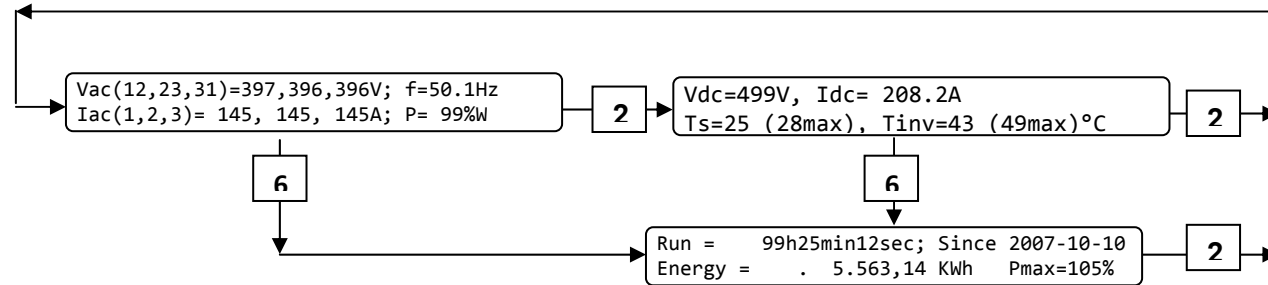 Vac(12,23,31)=397,396,396V; f=50.1Hz
Iac(1,2,3)= 145, 145, 145A; P= 99%W
2
Vdc=499V, Idc= 208.2A
Ts=25 (28max), Tinv=43 (49max)°C
2
6
6
Run =    99h25min12sec; Since 2007-10-10
Energy =    .  5.563,14 KWh   Pmax=105%
2